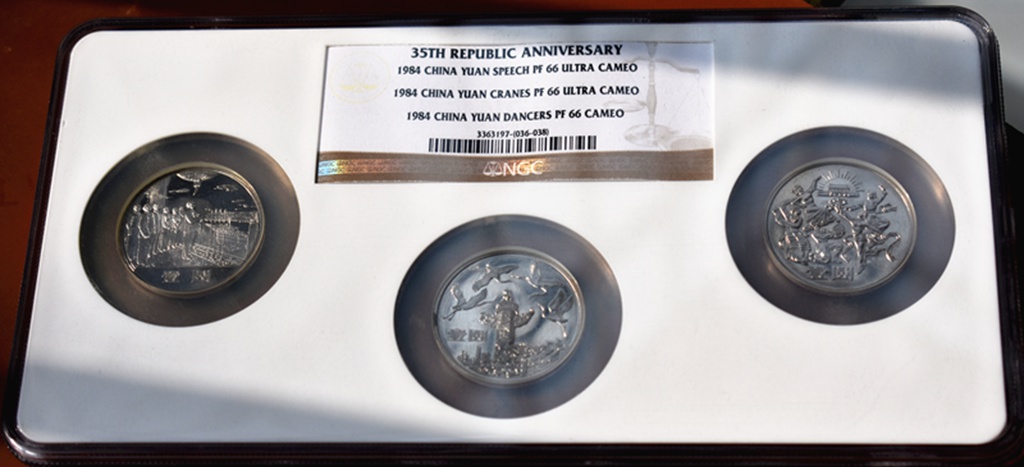 35TH REPUBLIC ANNIVERSARY
1984 CHINA YUAN SPEECH PF 66 ULTRA CAMEO
1984 CHINA YUAN CRANES PF 66 ULTRA CAMEO
1984 CHINA YUAN DANCERS PF 66 CAMEO
3363197-(036-038)
NGC